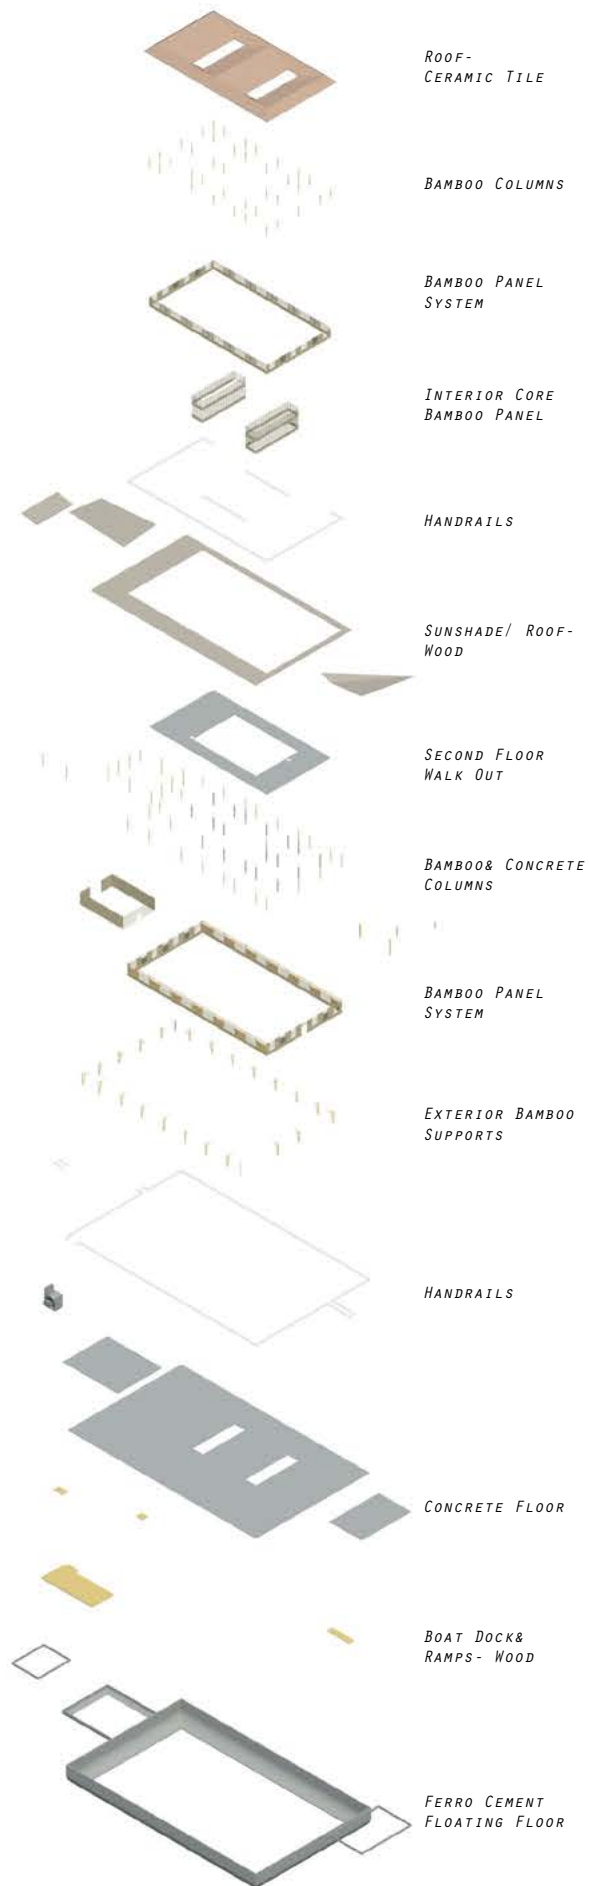 ROOF-
CERAMIC TILE
BAMBOO COLUMNS
BAMBOO PANEL
SYSTEM
INTERIOR CORE
BAMBOO PANEL
HANDRAILS
SUNSHADE/ ROOF-
WOOD
SECOND FLOOR
WALK OUT
BAMBOO& CONCRETE
COLUMNS
BAMBOO PANEL
SYSTEM
EXTERIOR BAMBOO
SUPPORTS
HANDRAILS
CONCRETE FLOOR
BOAT DOCK&
RAMPS- WOOD
FERRO CEMENT
FLOATING FLOOR